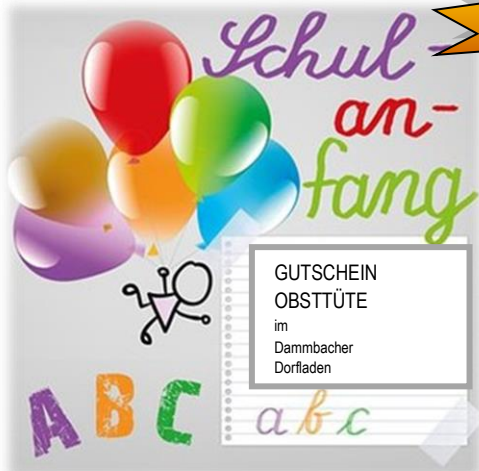 Schul-
an-
fang
GUTSCHEIN
OBSTTÜTE
im
Dammbacher
Dorfladen
ABC
abc